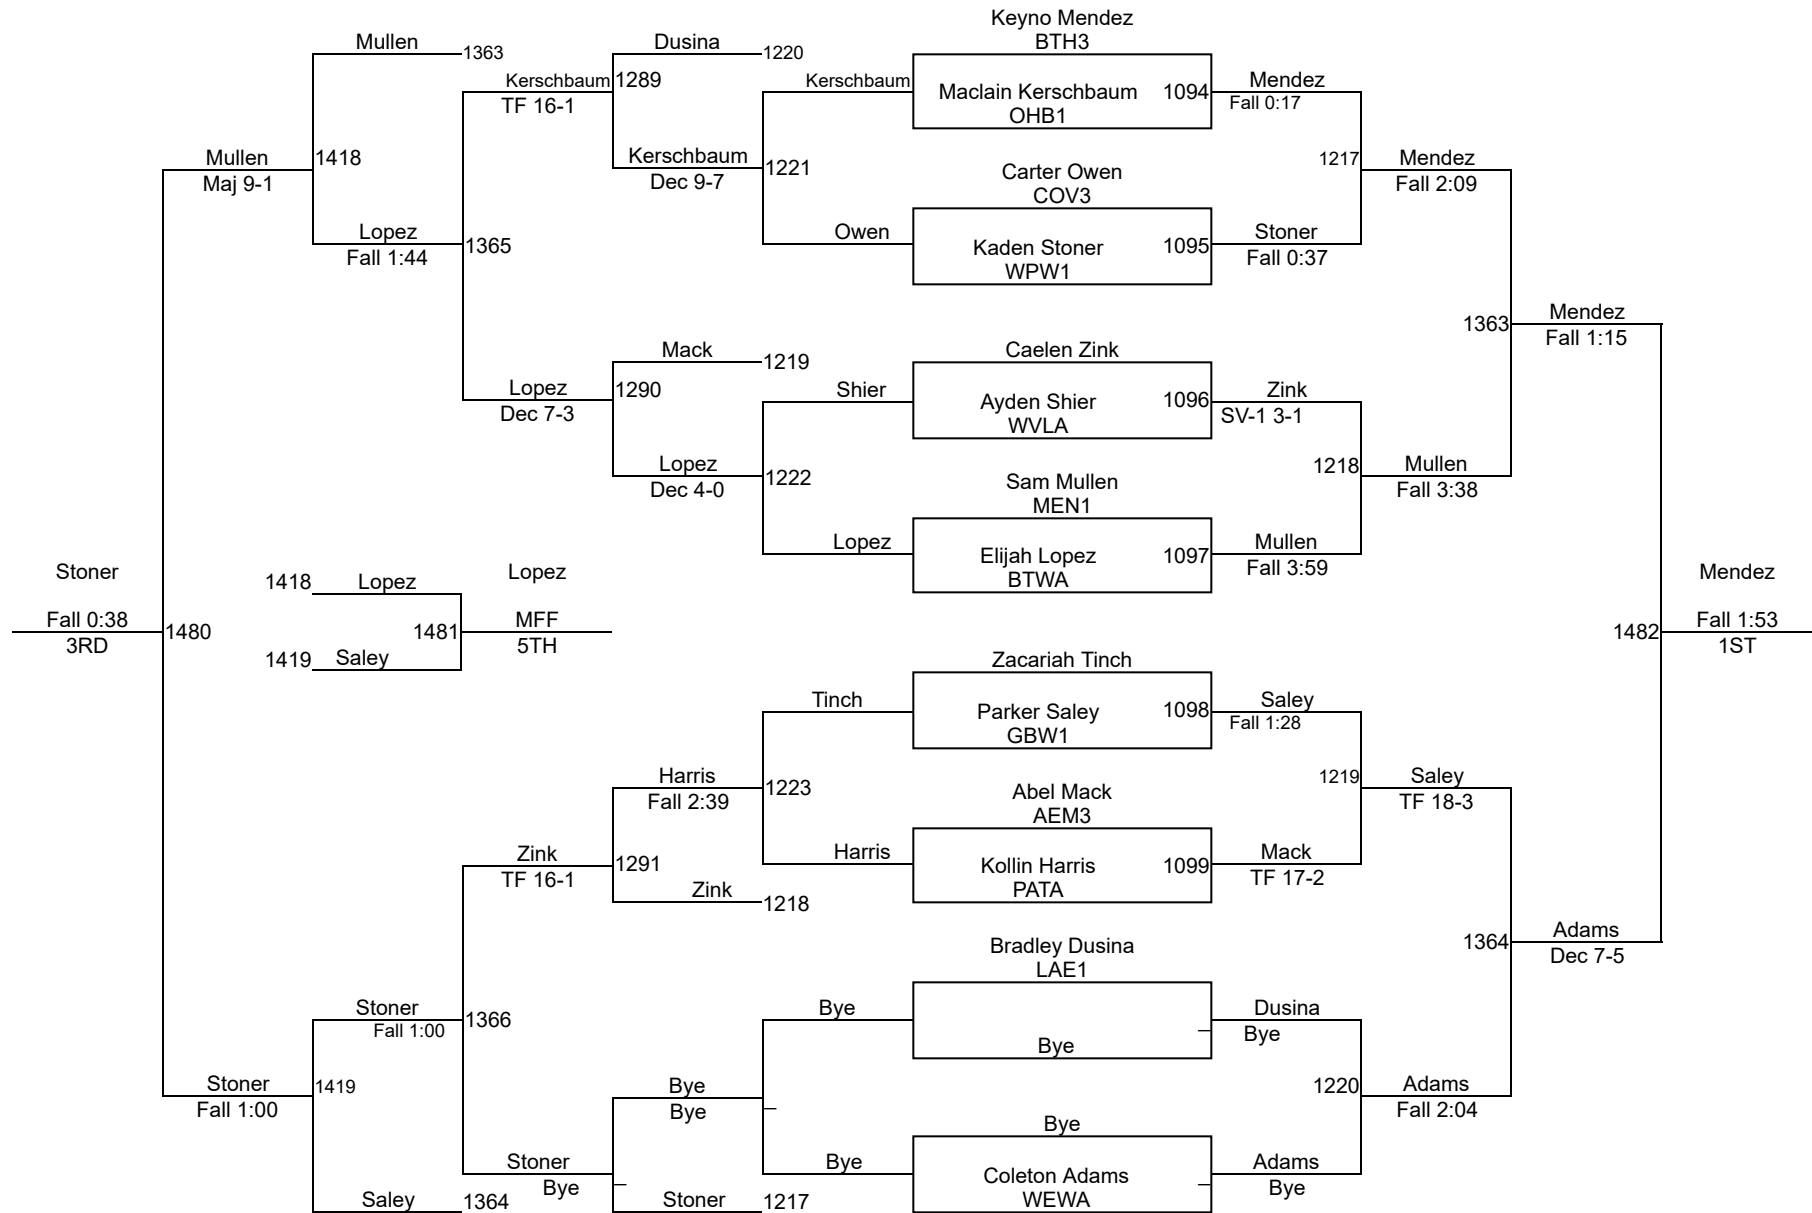 Keyno Mendez
Mullen
Dusina
BTH3
1363
1220
Kerschbaum
1289
Kerschbaum
Mendez
Maclain Kerschbaum
1094
TF 16-1
Fall 0:17
OHB1
Mullen
1418
Kerschbaum
1221
1217
Mendez
Maj 9-1
Dec 9-7
Carter Owen
Fall 2:09
COV3
Lopez
1365
Owen
Kaden Stoner
1095
Stoner
Fall 1:44
WPW1
Fall 0:37
1363
Mendez
Fall 1:15
Mack
1219
Caelen Zink
Lopez
1290
Shier
Ayden Shier
1096
Zink
Dec 7-3
WVLA
SV-1 3-1
Lopez
1222
1218
Mullen
Dec 4-0
Sam Mullen
Fall 3:38
MEN1
Lopez
Elijah Lopez
1097
Mullen
BTWA
Fall 3:59
Stoner
1418
Lopez
Lopez
Mendez
Fall 0:38
1480
1481
MFF
1482
Fall 1:53
3RD
1419
Saley
5TH
1ST
Zacariah Tinch
Tinch
Parker Saley
1098
Saley
GBW1
Fall 1:28
Harris
1223
1219
Saley
Fall 2:39
Abel Mack
TF 18-3
AEM3
Zink
1291
Harris
Kollin Harris
1099
Mack
TF 16-1
PATA
TF 17-2
Zink
1218
1364
Adams
Bradley Dusina
Dec 7-5
LAE1
Stoner
1366
Bye
Dusina
Fall 1:00
Bye
Bye
Stoner
1419
Bye
1220
Adams
Fall 1:00
Bye
Fall 2:04
Bye
Stoner
Bye
Coleton Adams
Adams
Bye
WEWA
Bye
Saley
1364
Stoner
1217